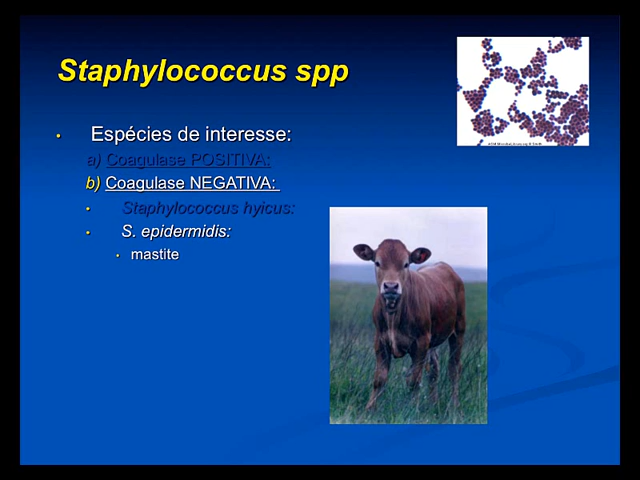 Staphylococcus spp
• Espécies de interesse:
a) Coagulase POSITIVA:
b) Coagulase NEGATIVA:
• Staphylococcus hyicus:
• S. epidermidis:
• mastite